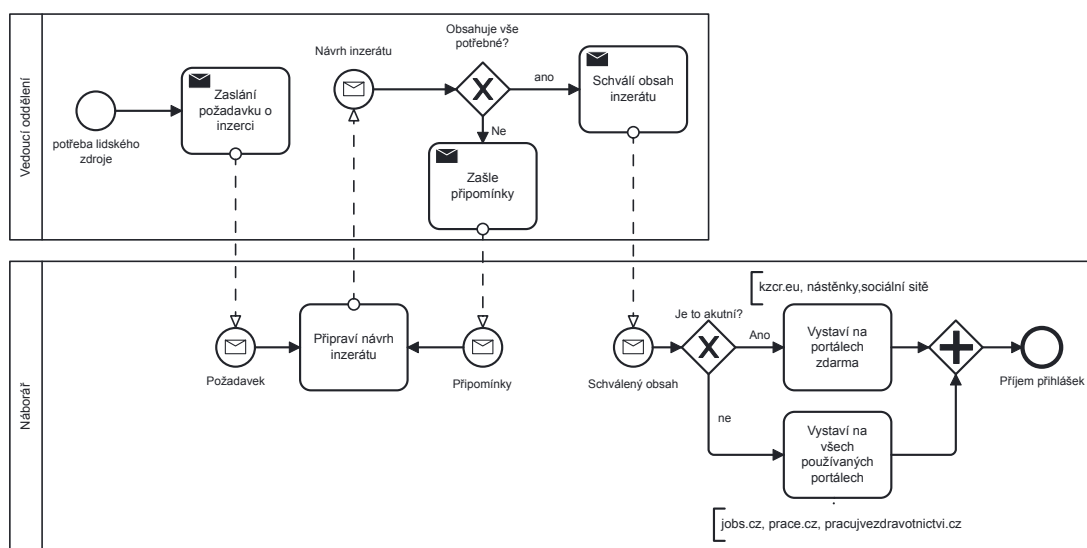 Vedoucí oddělení
potřeba lidského
zdroje
Zaslání
požadavku o
inzerci
Návrh inzerátu
Obsahuje vše
potřebné?
ano
Ne
Schválí obsah
inzerátu
Zašle
připomínky
Náborář
Požadavek
Připraví návrh
inzerátu
Připomínky
Schválený obsah
Je to akutní?
Ano
ne
kzcr.eu, nástěnky,sociální sitě
Vystaví na
portálech
zdarma
Vystaví na
všech
používaných
portálech
jobs.cz, prace.cz, pracujvezdravotnictvi.cz
Příjem přihlášek